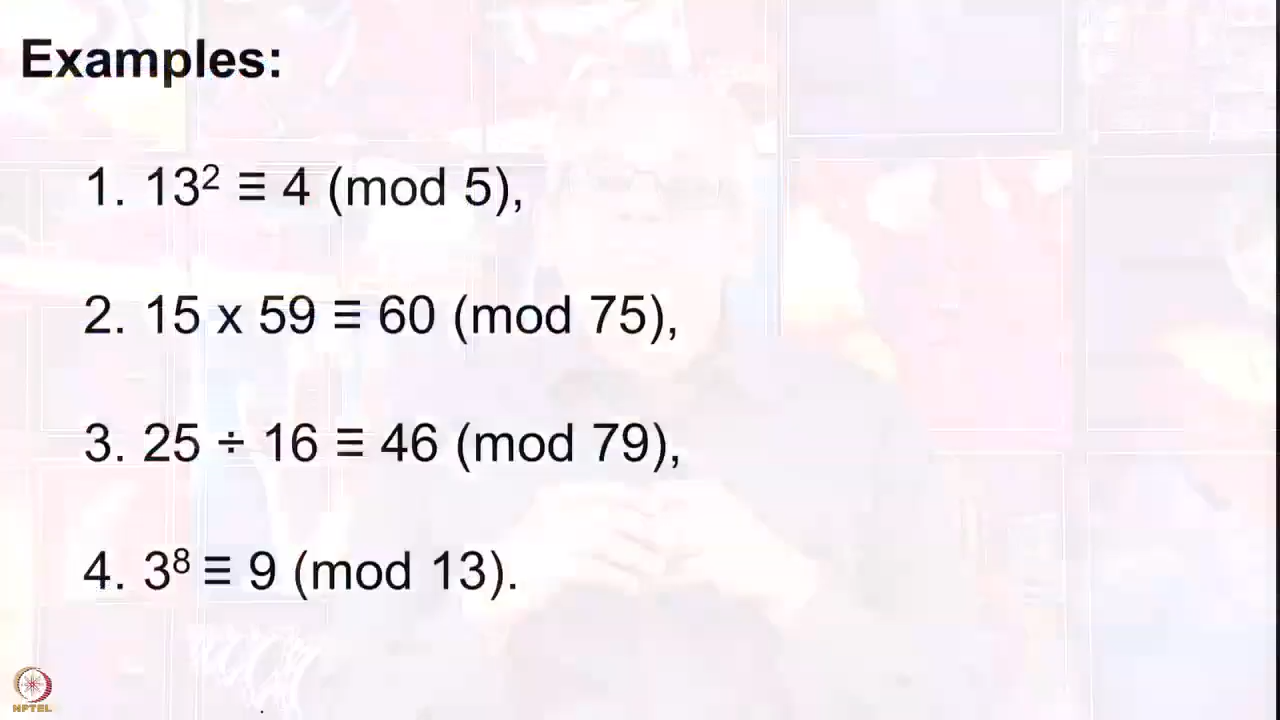 Examples:
1. 13² ≡ 4 (mod 5),
2. 15 x 59 ≡ 60 (mod 75),
3. 25 ÷ 16 ≡ 46 (mod 79),
4. 3⁸ ≡ 9 (mod 13).
NPTEL